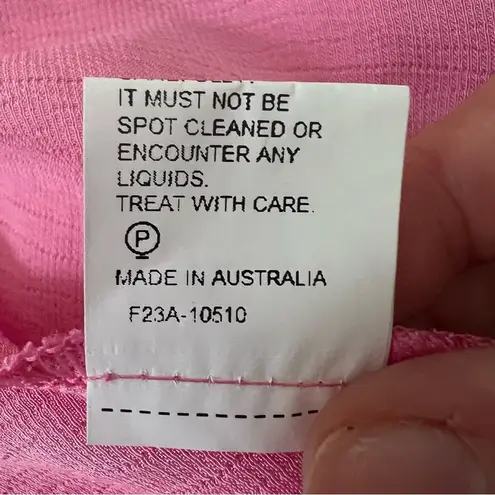 IT MUST NOT BE
SPOT CLEANED OR
ENCOUNTER ANY
LIQUIDS.
TREAT WITH CARE.
P
MADE IN AUSTRALIA
F23A-10510